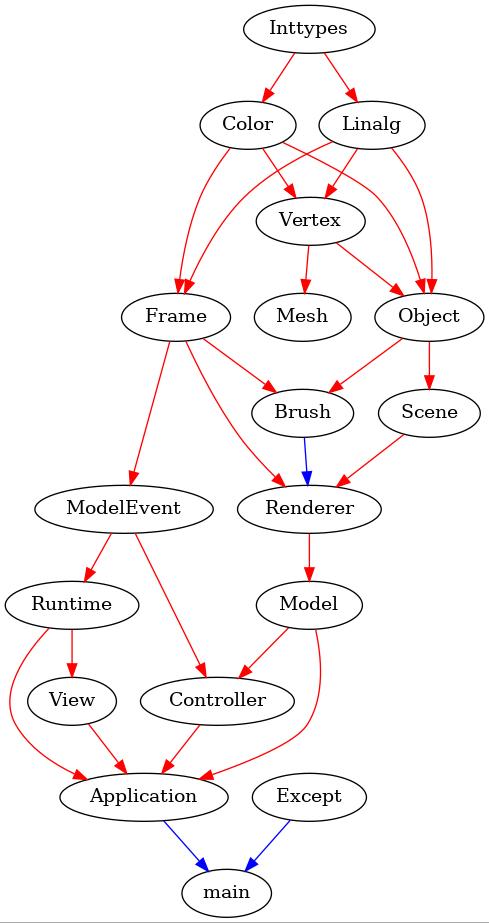 Inttypes
Color
Linalg
Vertex
Frame
Mesh
Object
Brush
Scene
ModelEvent
Renderer
Runtime
Model
View
Controller
Application
Except
main